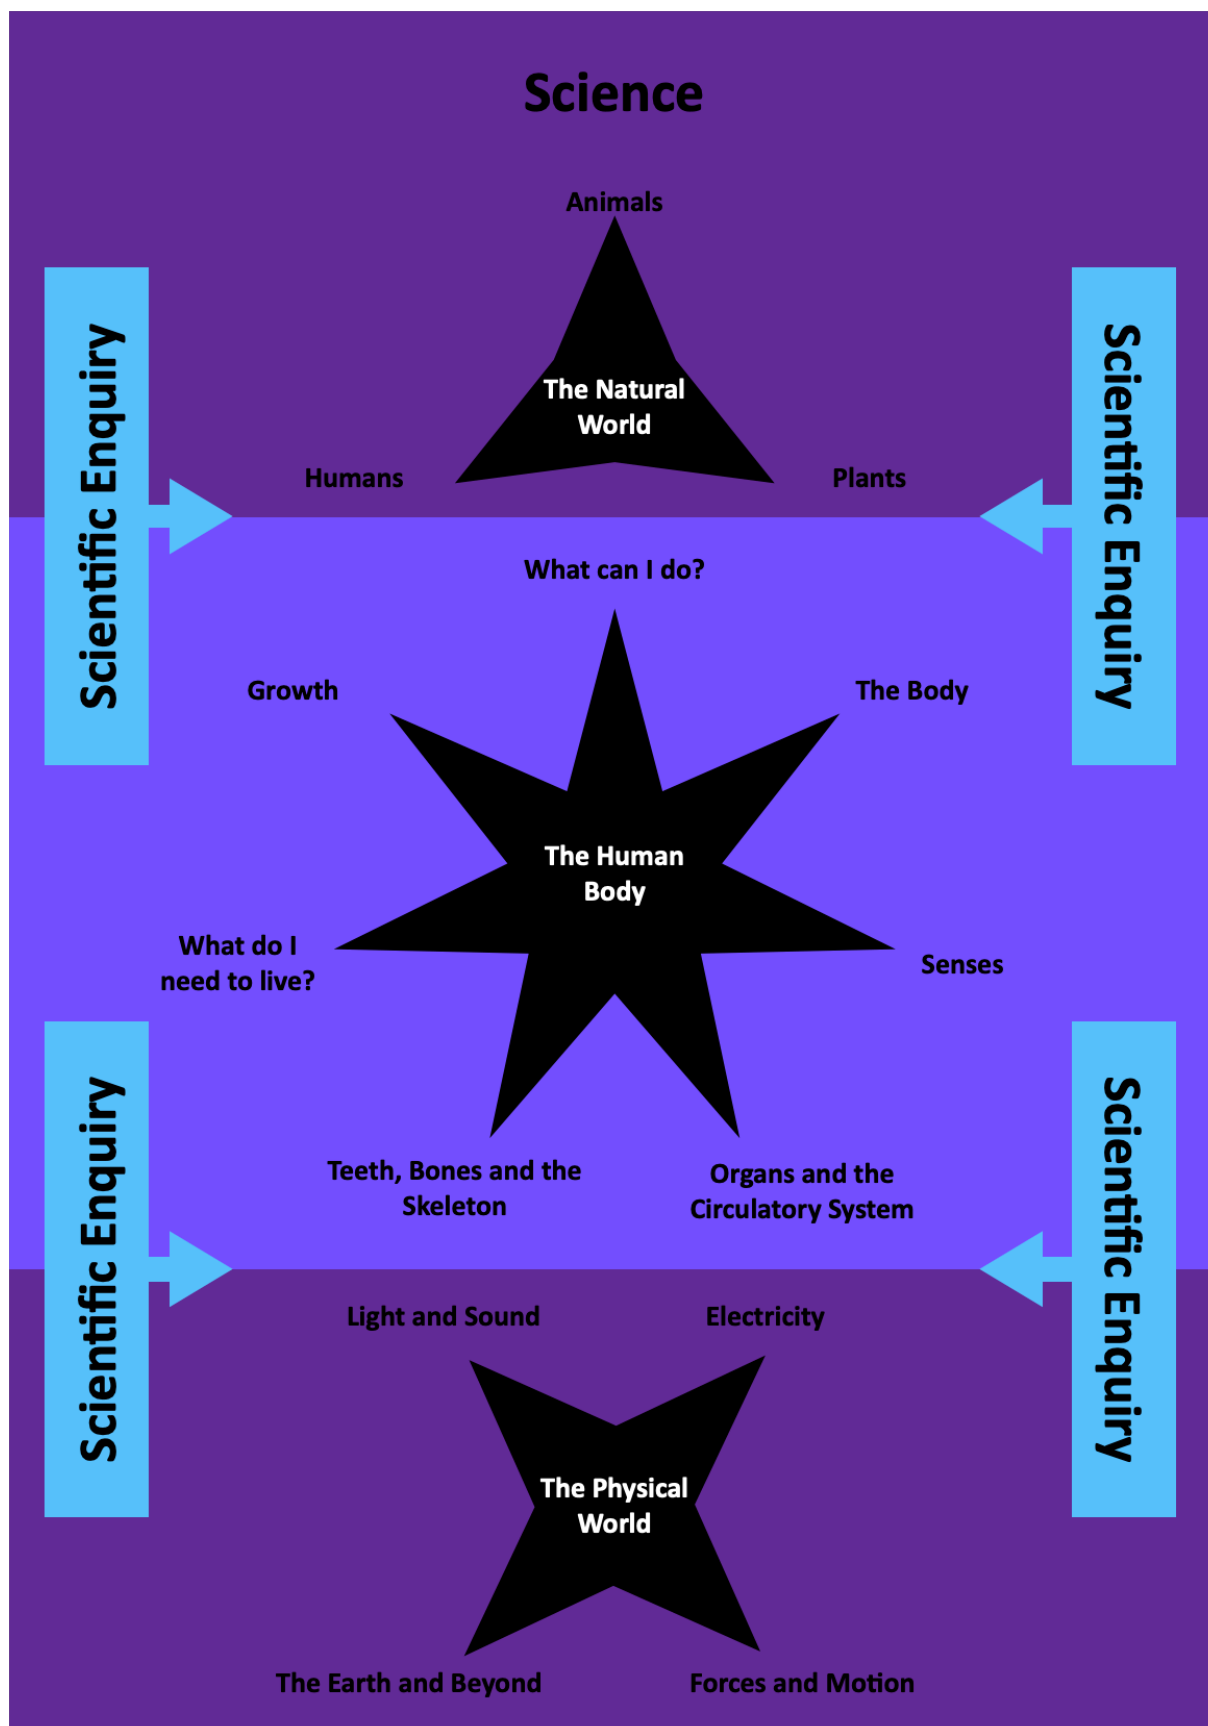 Science
Animals
Scientific Enquiry
Scientific Enquiry
The Natural
World
Humans
Plants
What can I do?
Growth
The Body
The Human
Body
What do I
need to live?
Senses
Scientific Enquiry
Scientific Enquiry
Teeth, Bones and the
Skeleton
Organs and the
Circulatory System
Light and Sound
Electricity
The Physical
World
The Earth and Beyond
Forces and Motion